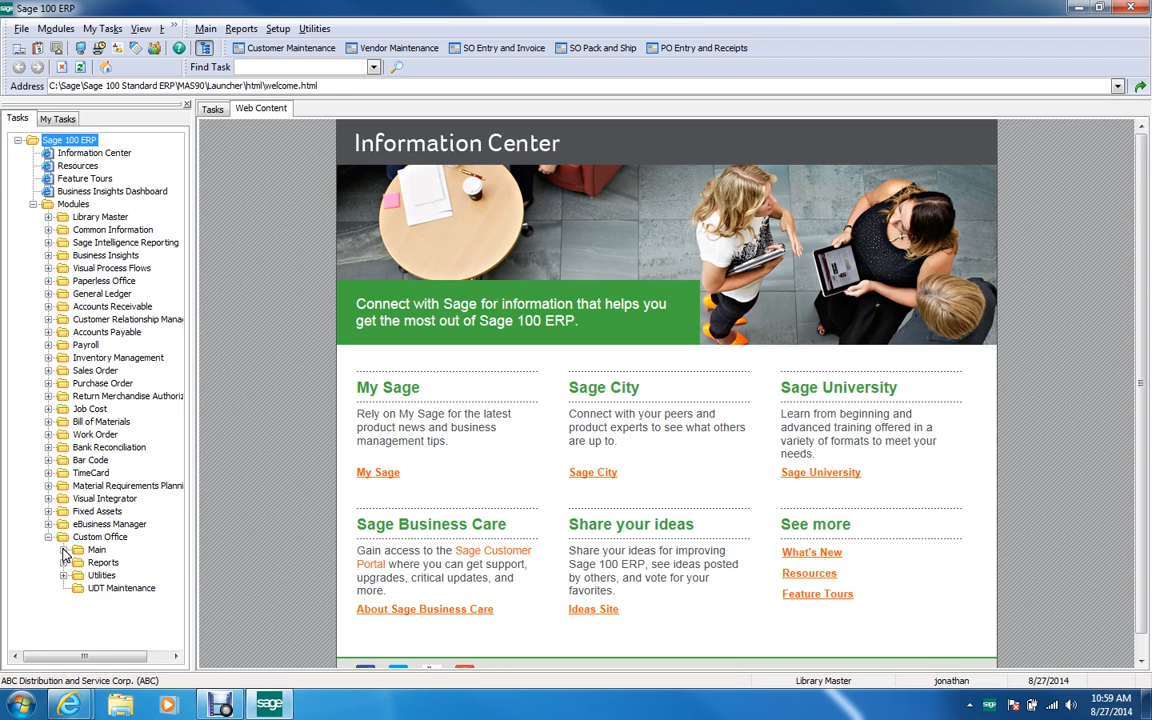 Sage 100 ERP
File Modules My Tasks View Main Reports Setup Utilities
Customer Maintenance Vendor Maintenance SO Entry and Invoice SO Pack and Ship PO Entry and Receipts
Find Task
Address C:\Sage\Sage 100 Standard ERP\MAS90\Launcher\html\welcome.html
Tasks My Tasks
Tasks Web Content
Sage 100 ERP
Information Center
Resources
Feature Tours
Business Insights Dashboard
Modules
Library Master
Common Information
Sage Intelligence Reporting
Business Insights
Visual Process Flows
Paperless Office
General Ledger
Accounts Receivable
Customer Relationship Mana
Accounts Payable
Payroll
Inventory Management
Sales Order
Purchase Order
Return Merchandise Authoriz
Job Cost
Bill of Materials
Work Order
Bank Reconciliation
Bar Code
TimeCard
Material Requirements Planni
Visual Integrator
Fixed Assets
eBusiness Manager
Custom Office
Main
Reports
Utilities
UDT Maintenance
Information Center
Connect with Sage for information that helps you
get the most out of Sage 100 ERP.
My Sage
Rely on My Sage for the latest
product news and business
management tips.
My Sage
Sage City
Connect with your peers and
product experts to see what others
are up to.
Sage City
Sage University
Learn from beginning and
advanced training offered in a
variety of formats to meet your
needs.
Sage University
Sage Business Care
Gain access to the Sage Customer
Portal where you can get support,
upgrades, critical updates, and
more.
About Sage Business Care
Share your ideas
Share your ideas for improving
Sage 100 ERP, see ideas posted
by others, and vote for your
favorites.
Ideas Site
See more
What's New
Resources
Feature Tours
ABC Distribution and Service Corp. (ABC) Library Master jonathan 8/27/2014
sage
sage
10:59 AM
8/27/2014